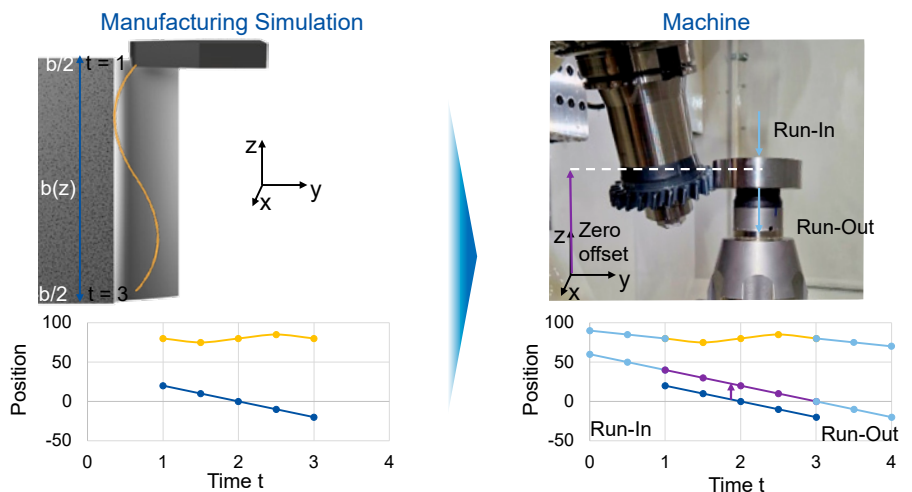 Manufacturing Simulation
b/2
t = 1
b(z)
b/2
t = 3
z
y
x
100
50
0
-50
Position
0
1
2
3
4
Time t
Machine
Run-In
Run-Out
Zero
offset
z
y
x
100
50
0
-50
Position
Run-In
Run-Out
0
1
2
3
4
Time t